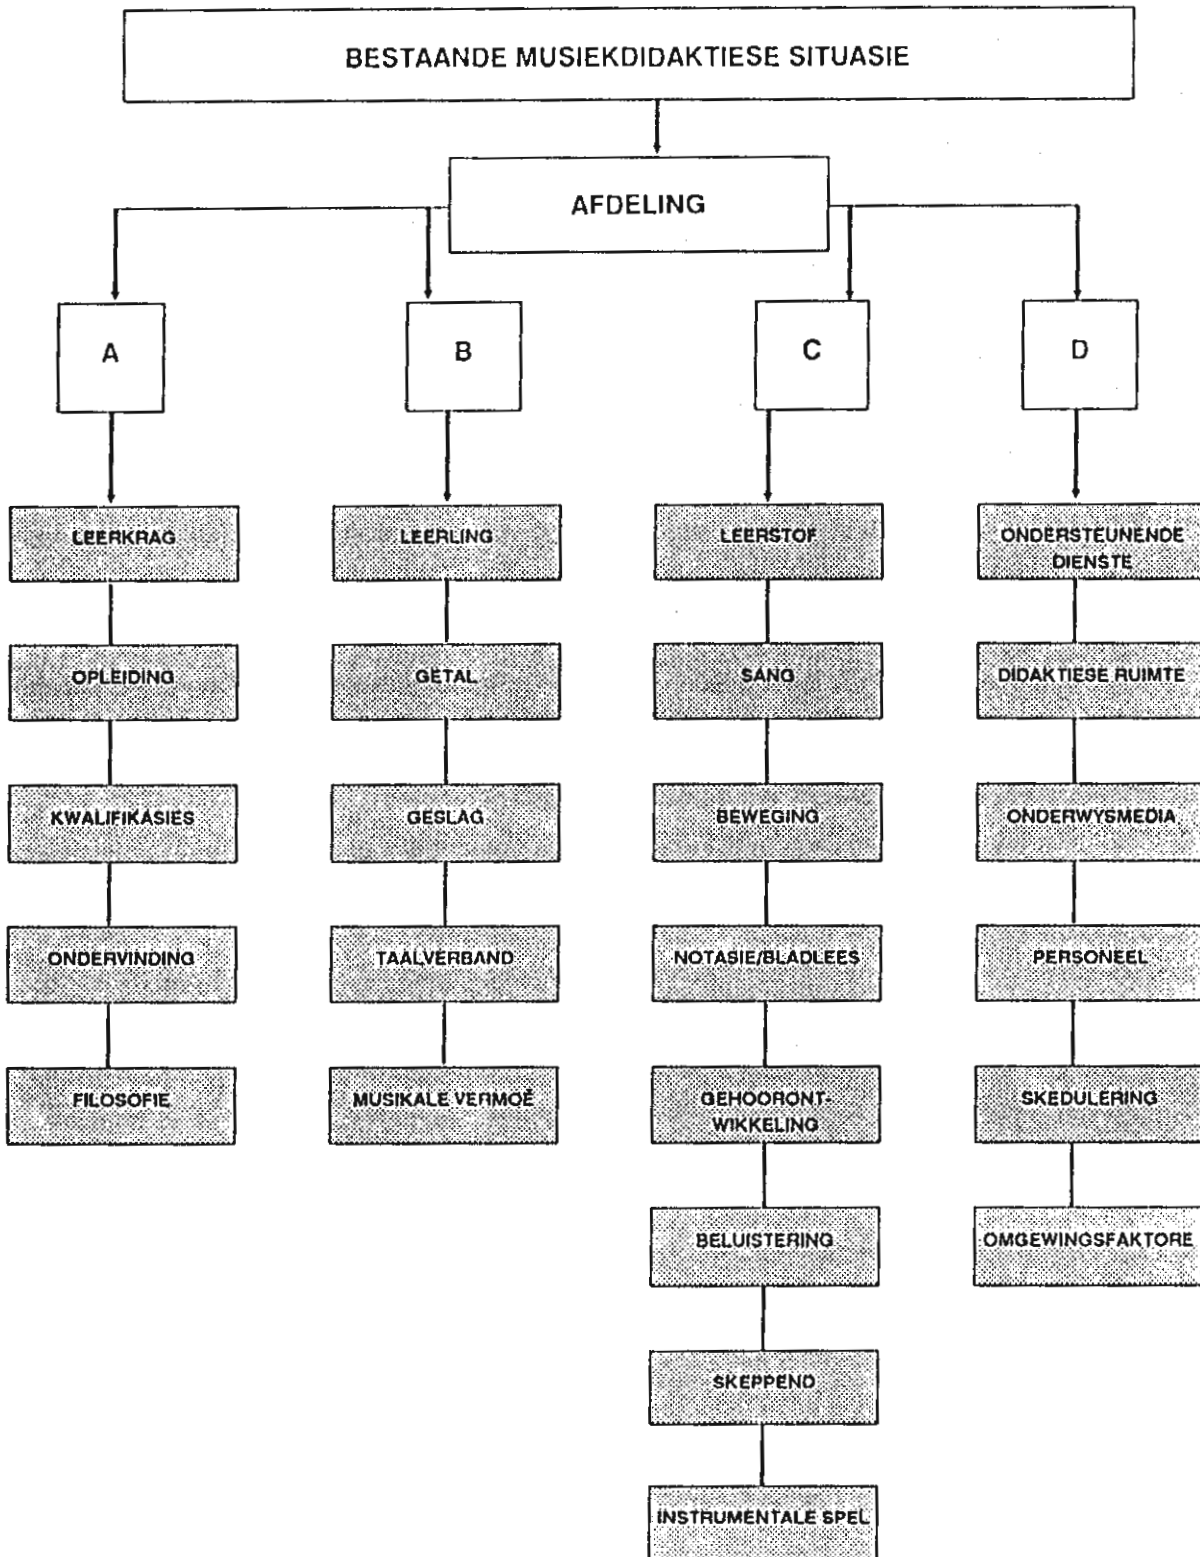 BESTAANDE MUSIEKDIDAKTIESE SITUASIE
AFDELING
A
B
C
D
LEERKRAG
OPLEIDING
KWALIFIKASIES
ONDERVINDING
FILOSOFIE
LEERLING
GETAL
GESLAG
TAALVERBAND
MUSIKALE VERMOË
LEERSTOF
SANG
BEWEGING
NOTASIE/BLADLEES
GEHOORONT-
WIKKELING
BELUISTERING
SKEPPEND
INSTRUMENTALE SPEL
ONDERSTEUNENDE
DIENSTE
DIDAKTIESE RUIMTE
ONDERWYSMEDIA
PERSONEEL
SKEDULERING
OMGEWINGSFAKTORE